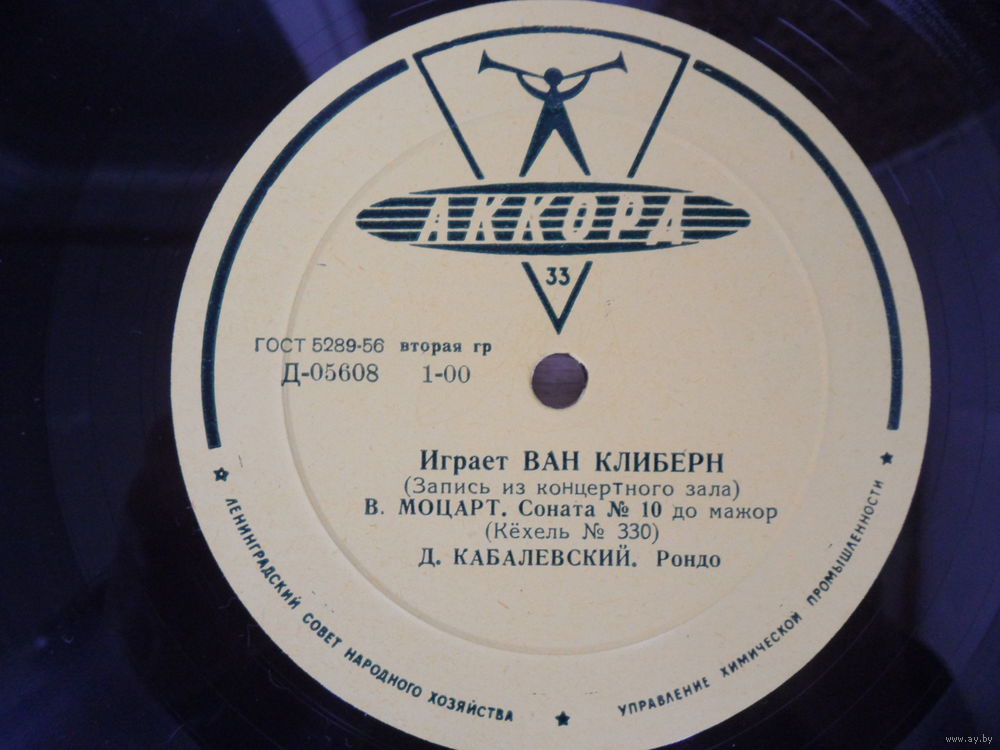 АККОРД
33
ГОСТ 5289-56 вторая гр
Д-05608 1-00
Играет ВАН КЛИБЕРН
(Запись из концертного зала)
В. МОЦАРТ. Соната № 10 до мажор
(Кёхель № 330)
Д. КАБАЛЕВСКИЙ. Рондо
ЛЕНИНГРАДСКИЙ СОВЕТ НАРОДНОГО ХОЗЯЙСТВА
УПРАВЛЕНИЕ ХИМИЧЕСКОЙ ПРОМЫШЛЕННОСТИ
www.ay.by